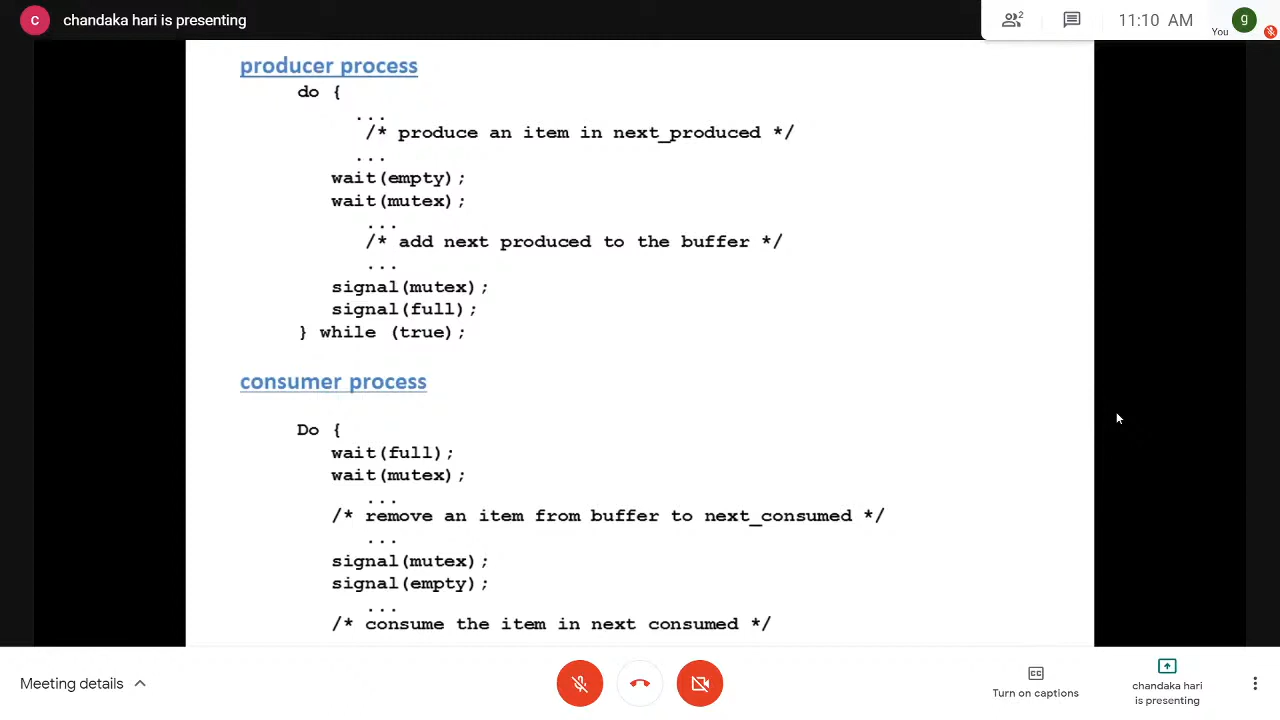 c chandaka hari is presenting
2
11:10 AM
You
g
producer process
do {
...
/* produce an item in next_produced */
...
wait(empty);
wait(mutex);
...
/* add next produced to the buffer */
...
signal(mutex);
signal(full);
} while (true);
consumer process
Do {
wait(full);
wait(mutex);
...
/* remove an item from buffer to next_consumed */
...
signal(mutex);
signal(empty);
...
/* consume the item in next consumed */
Meeting details
CC
Turn on captions
chandaka hari
is presenting